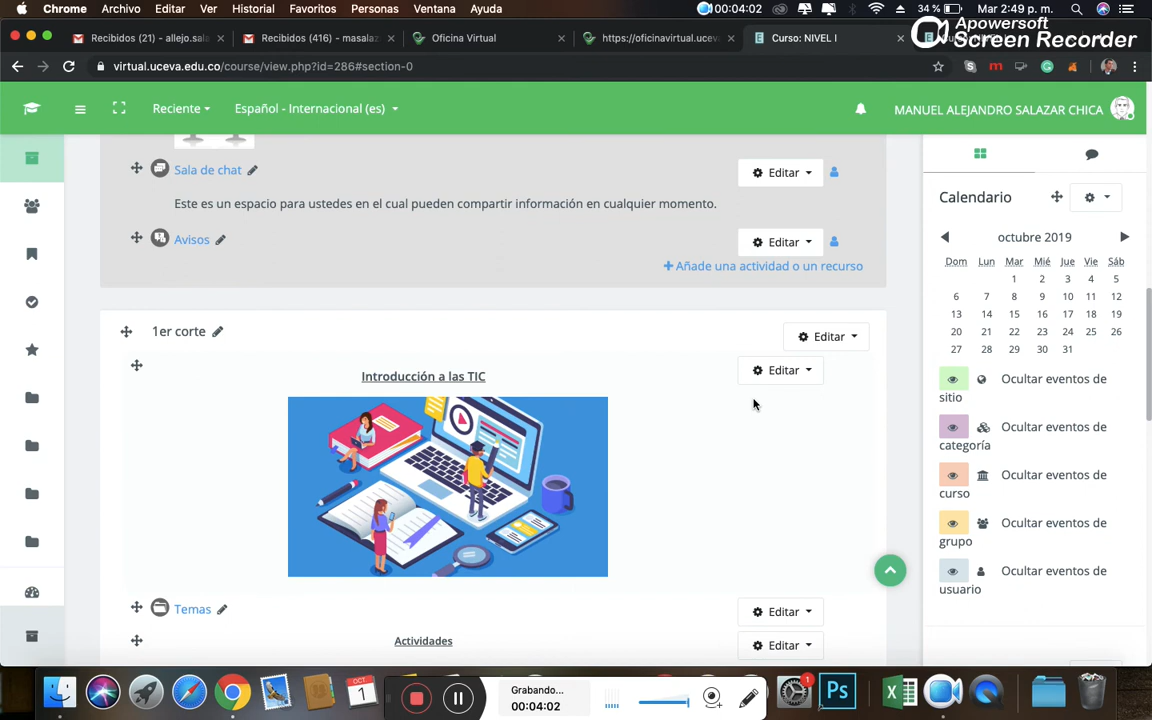 Chrome Archivo Editar Ver Historial Favoritos Personas Ventana Ayuda 00:04:02 34 % Mar 2:49 p. m.
Apowersoft
Screen Recorder
Recibidos (21) - allejo.sala × Recibidos (416) - masalaz × Oficina Virtual × https://oficinavirtual.uceva × Curso: NIVEL I ×
virtual.uceva.edu.co/course/view.php?id=286#section-0
Reciente Español - Internacional (es) MANUEL ALEJANDRO SALAZAR CHICA
Sala de chat Editar
Este es un espacio para ustedes en el cual pueden compartir información en cualquier momento.
Avisos Editar
+ Añade una actividad o un recurso
1er corte Editar
Introducción a las TIC Editar
Temas Editar
Actividades Editar
Calendario
octubre 2019
Dom Lun Mar Mié Jue Vie Sáb
1 2 3 4 5
6 7 8 9 10 11 12
13 14 15 16 17 18 19
20 21 22 23 24 25 26
27 28 29 30 31
Ocultar eventos de
sitio
Ocultar eventos de
categoría
Ocultar eventos de
curso
Ocultar eventos de
grupo
Ocultar eventos de
usuario
OCT
1
Grabando...
00:04:02
1
Ps